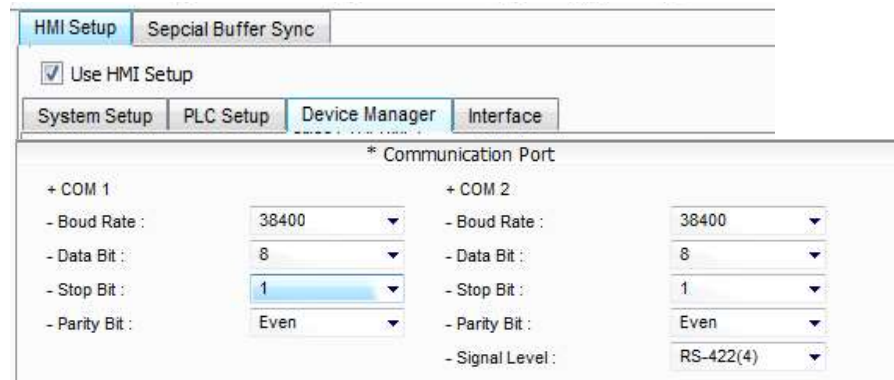 HMI Setup Sepcial Buffer Sync
Use HMI Setup
System Setup PLC Setup Device Manager Interface
* Communication Port
+ COM 1 + COM 2
- Boud Rate : 38400 - Boud Rate : 38400
- Data Bit : 8 - Data Bit : 8
- Stop Bit : 1 - Stop Bit : 1
- Parity Bit : Even - Parity Bit : Even
- Signal Level : RS-422(4)